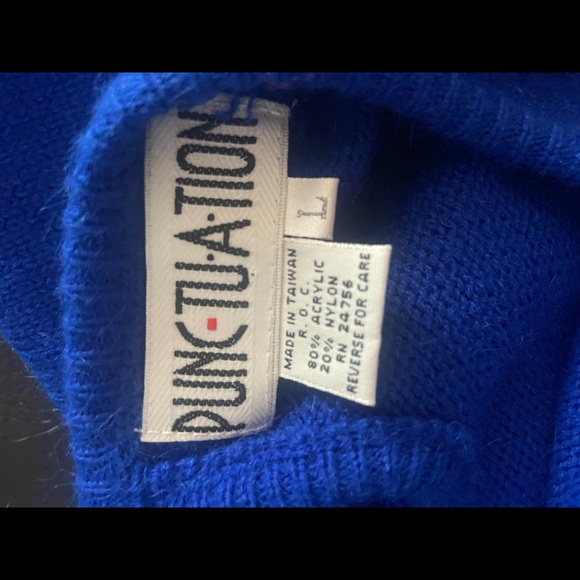 PUNC·TU·A·TION
L
MADE IN TAIWAN
R. O. C.
80% ACRYLIC
20% NYLON
RN 24756
REVERSE FOR CARE